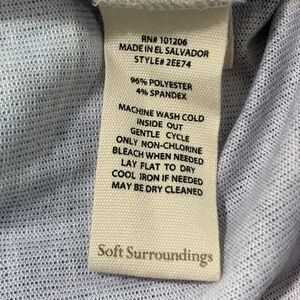 RN# 101206
MADE IN EL SALVADOR
STYLE# 2EE74
96% POLYESTER
4% SPANDEX
MACHINE WASH COLD
INSIDE OUT
GENTLE CYCLE
ONLY NON-CHLORINE
BLEACH WHEN NEEDED
LAY FLAT TO DRY
COOL IRON IF NEEDED
MAY BE DRY CLEANED
Soft Surroundings